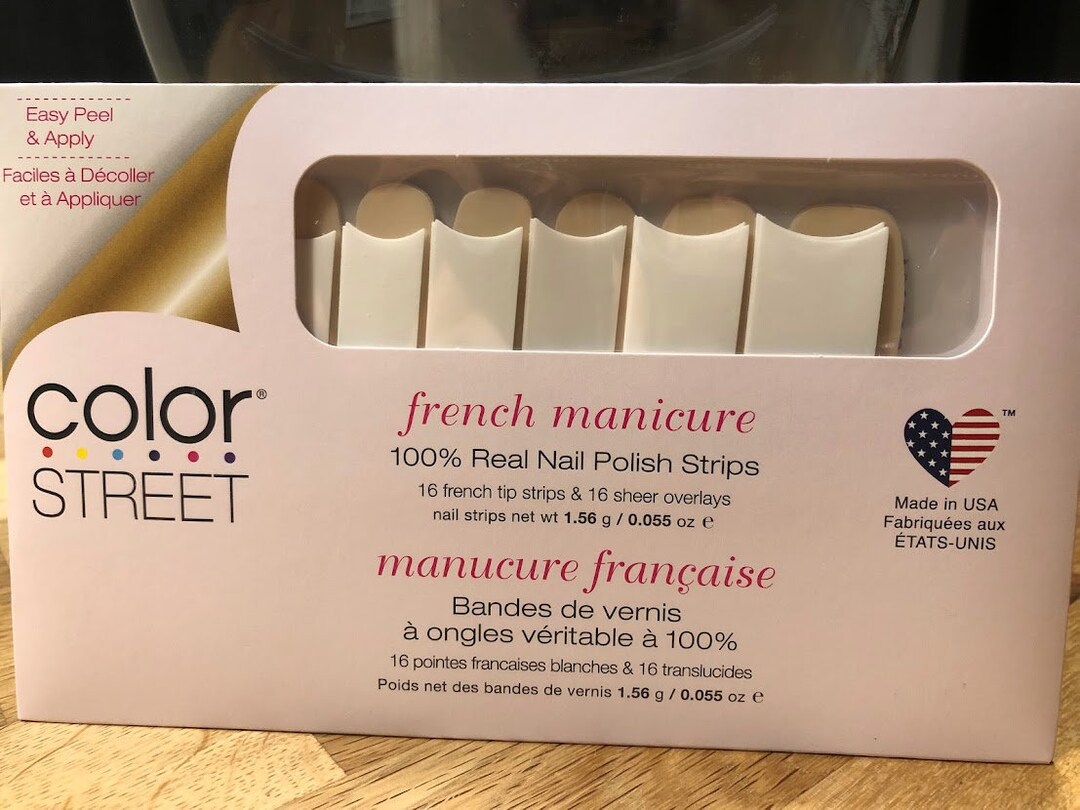 Easy Peel
& Apply
Faciles à Décoller
et à Appliquer
color®
STREET
french manicure
100% Real Nail Polish Strips
16 french tip strips & 16 sheer overlays
nail strips net wt 1.56 g / 0.055 oz ℮
manucure française
Bandes de vernis
à ongles véritable à 100%
16 pointes francaises blanches & 16 translucides
Poids net des bandes de vernis 1.56 g / 0.055 oz ℮
TM
Made in USA
Fabriquées aux
ÉTATS-UNIS